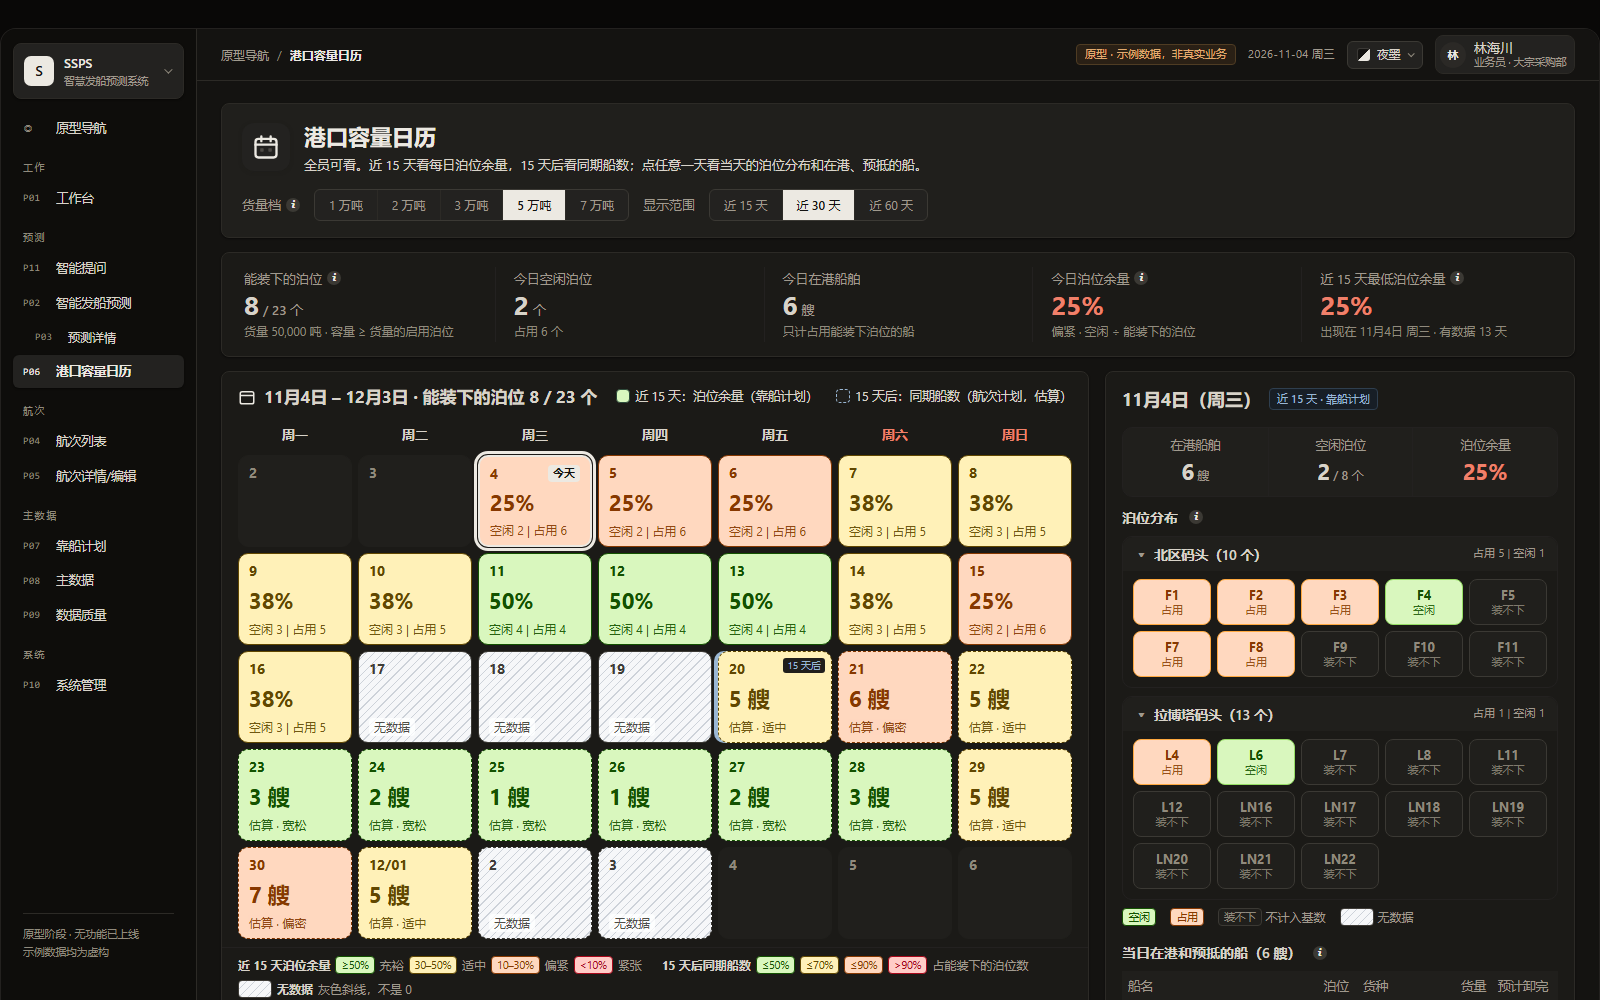 S
SSPS
智慧发船预测系统
原型导航
工作
P01 工作台
预测
P11 智能提问
P02 智能发船预测
P03 预测详情
P06 港口容量日历
航次
P04 航次列表
P05 航次详情/编辑
主数据
P07 靠船计划
P08 主数据
P09 数据质量
系统
P10 系统管理
原型阶段 · 无功能已上线
示例数据均为虚构
原型导航 / 港口容量日历
原型 · 示例数据，非真实业务
2026-11-04 周三
夜墨
林
林海川
业务员 · 大宗采购部
港口容量日历
全员可看。近 15 天看每日泊位余量，15 天后看同期船数；点任意一天看当天的泊位分布和在港、预抵的船。
货量档 i
1 万吨 2 万吨 3 万吨 5 万吨 7 万吨
显示范围
近 15 天 近 30 天 近 60 天
能装下的泊位 i
8 / 23 个
货量 50,000 吨 · 容量 ≥ 货量的启用泊位
今日空闲泊位
2 个
占用 6 个
今日在港船舶
6 艘
只计占用能装下泊位的船
今日泊位余量 i
25%
偏紧 · 空闲 ÷ 能装下的泊位
近 15 天最低泊位余量 i
25%
出现在 11月4日 周三 · 有数据 13 天
11月4日 – 12月3日 · 能装下的泊位 8 / 23 个
近 15 天：泊位余量（靠船计划）
15 天后：同期船数（航次计划，估算）
周一 周二 周三 周四 周五 周六 周日
2
3
4 今天
25%
空闲 2 | 占用 6
5
25%
空闲 2 | 占用 6
6
25%
空闲 2 | 占用 6
7
38%
空闲 3 | 占用 5
8
38%
空闲 3 | 占用 5
9
38%
空闲 3 | 占用 5
10
38%
空闲 3 | 占用 5
11
50%
空闲 4 | 占用 4
12
50%
空闲 4 | 占用 4
13
50%
空闲 4 | 占用 4
14
38%
空闲 3 | 占用 5
15
25%
空闲 2 | 占用 6
16
38%
空闲 3 | 占用 5
17
无数据
18
无数据
19
无数据
20 15 天后
5 艘
估算 · 适中
21
6 艘
估算 · 偏密
22
5 艘
估算 · 适中
23
3 艘
估算 · 宽松
24
2 艘
估算 · 宽松
25
1 艘
估算 · 宽松
26
1 艘
估算 · 宽松
27
2 艘
估算 · 宽松
28
3 艘
估算 · 宽松
29
5 艘
估算 · 适中
30
7 艘
估算 · 偏密
12/01
5 艘
估算 · 适中
2
无数据
3
无数据
4
5
6
近 15 天泊位余量 ≥50% 充裕 30–50% 适中 10–30% 偏紧 <10% 紧张
15 天后同期船数 ≤50% ≤70% ≤90% >90% 占能装下的泊位数
无数据 灰色斜线，不是 0
11月4日（周三） 近 15 天 · 靠船计划
在港船舶
6 艘
空闲泊位
2 / 8 个
泊位余量
25%
泊位分布 i
北区码头（10 个） 占用 5 | 空闲 1
F1 占用
F2 占用
F3 占用
F4 空闲
F5 装不下
F7 占用
F8 占用
F9 装不下
F10 装不下
F11 装不下
拉博塔码头（13 个） 占用 1 | 空闲 1
L4 占用
L6 空闲
L7 装不下
L8 装不下
L11 装不下
L12 装不下
LN16 装不下
LN17 装不下
LN18 装不下
LN19 装不下
LN20 装不下
LN21 装不下
LN22 装不下
空闲 占用 装不下 不计入基数 无数据
当日在港和预抵的船（6 艘） i
船名 泊位 货种 货量 预计卸完